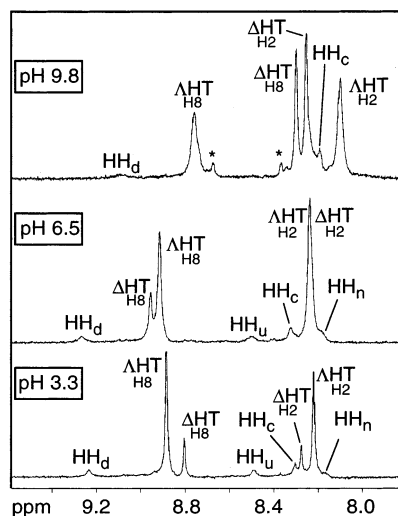 pH 9.8
HHd
ΛHT
H8
*
*
ΔHT
H8
ΔHT
H2
HHc
ΛHT
H2
pH 6.5
HHd
ΔHT
H8
ΛHT
H8
HHu
HHc
ΛHT ΔHT
H2 H2
HHn
pH 3.3
HHd
ΛHT
H8
ΔHT
H8
HHu
HHc
ΔHT
H2
ΛHT
H2
HHn
ppm 9.2 8.8 8.4 8.0